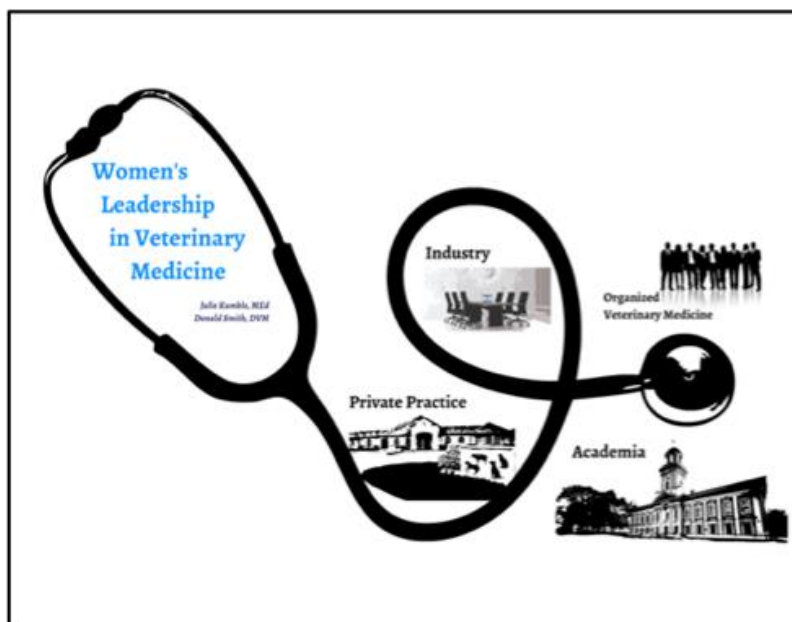 Women's
Leadership
in Veterinary
Medicine
Julie Kumble, MEd
Donald Smith, DVM
Industry
Organized
Veterinary Medicine
Private Practice
Academia